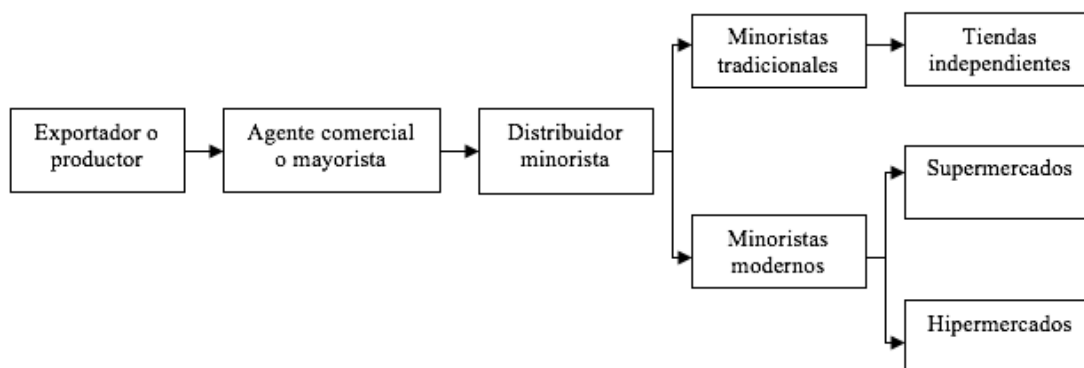 Exportador o
productor
Agente comercial
o mayorista
Distribuidor
minorista
Minoristas
tradicionales
Tiendas
independientes
Minoristas
modernos
Supermercados
Hipermercados